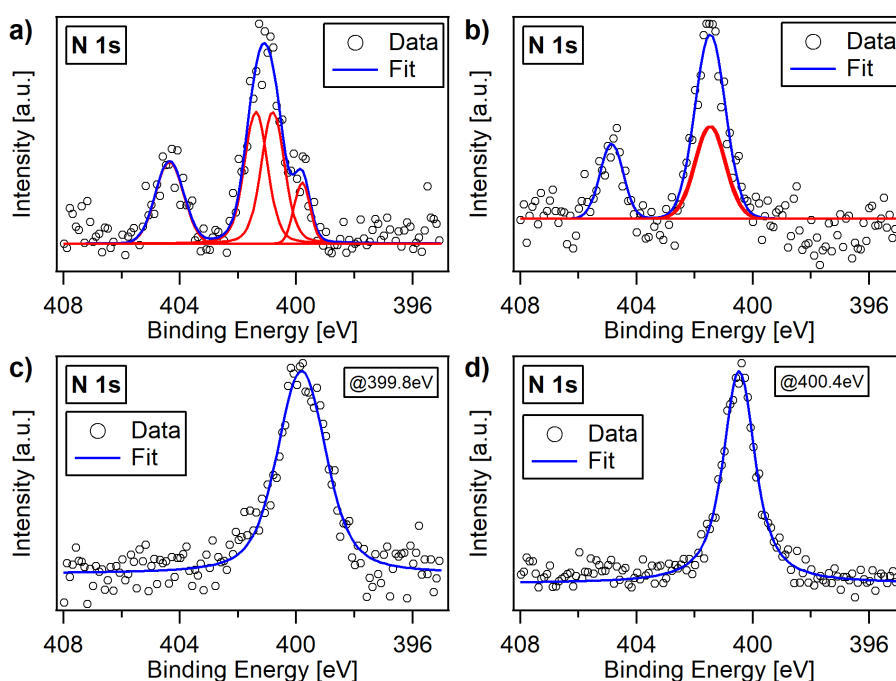 a)
N 1s
Data
Fit
Intensity [a.u.]
408 404 400 396
Binding Energy [eV]
b)
N 1s
Data
Fit
Intensity [a.u.]
408 404 400 396
Binding Energy [eV]
c)
N 1s
@399.8eV
Data
Fit
Intensity [a.u.]
408 404 400 396
Binding Energy [eV]
d)
N 1s
@400.4eV
Data
Fit
Intensity [a.u.]
408 404 400 396
Binding Energy [eV]